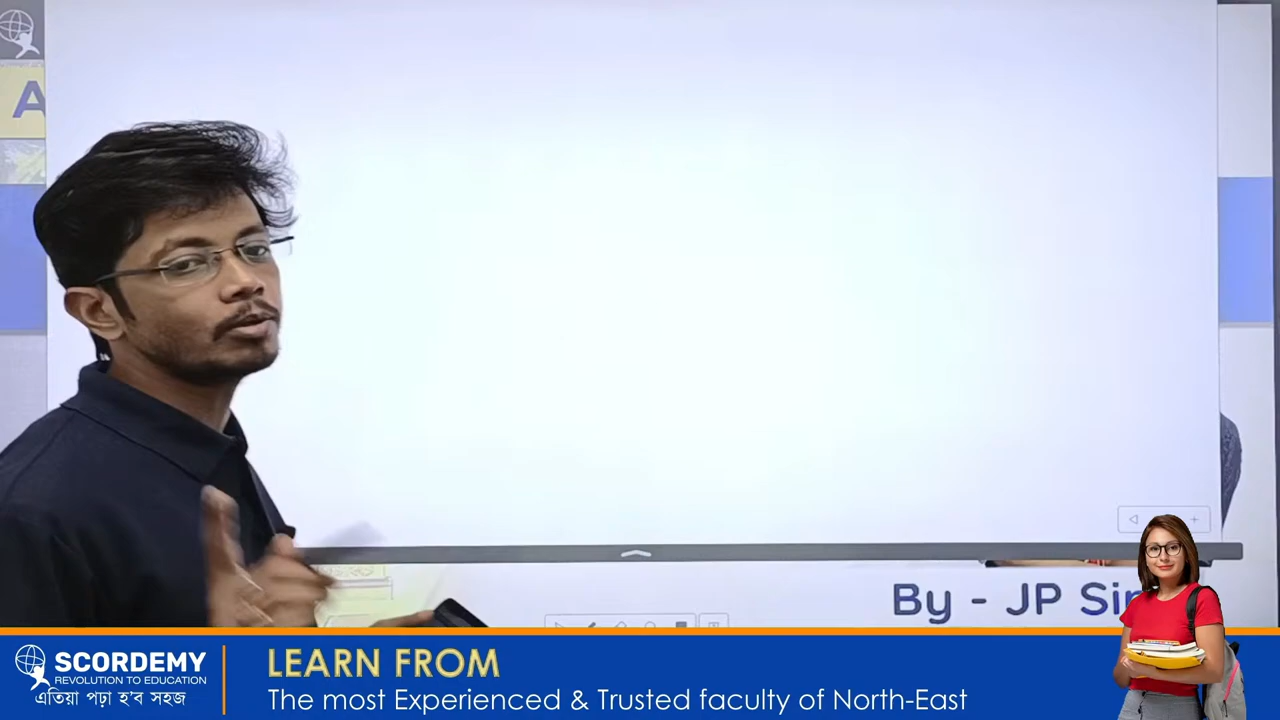 A
By - JP
SCORDEMY
REVOLUTION TO EDUCATION
এতিয়া পঢ়া হ'ব সহজ
LEARN FROM
The most Experienced & Trusted faculty of North-East